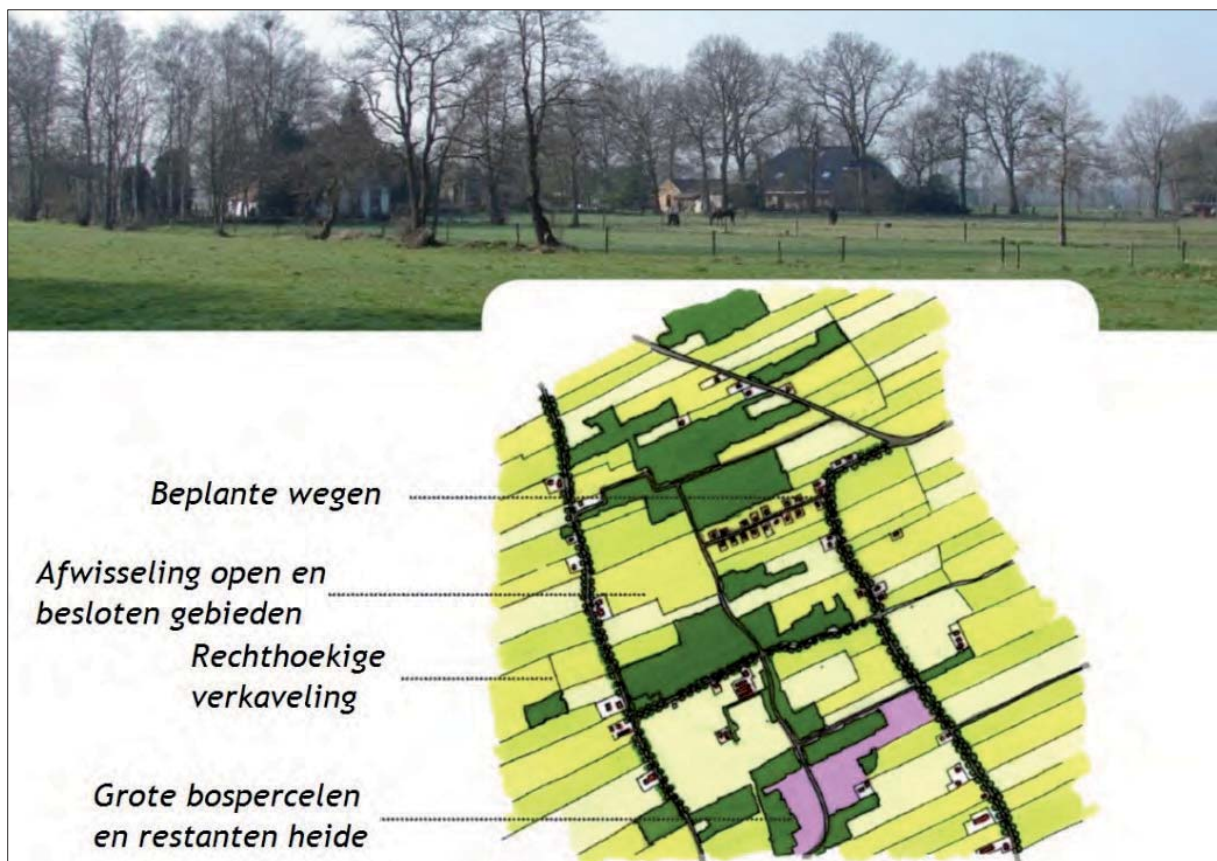 Beplante wegen
Afwisseling open en
besloten gebieden
Rechthoekige
verkaveling
Grote bospercelen
en restanten heide